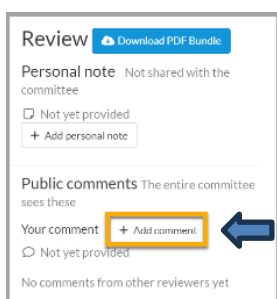 Review Download PDF Bundle
Personal note Not shared with the
committee
Not yet provided
+ Add personal note
Public comments The entire committee
sees these
Your comment + Add comment
Not yet provided
No comments from other reviewers yet